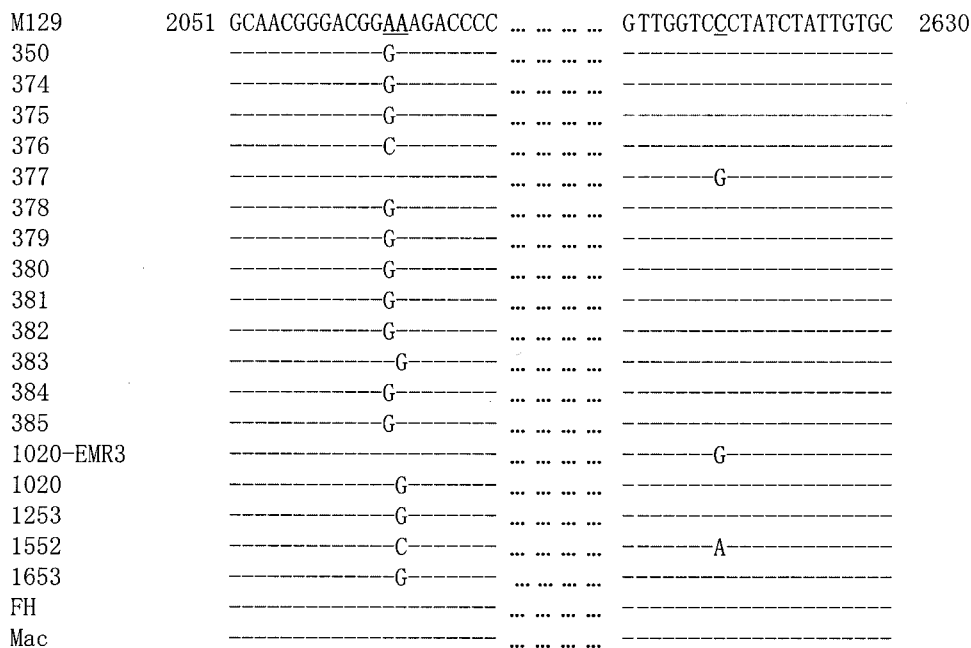 M129 2051 GCAACGGGACGGAAAGACCCC ... ... ... ... GTTGGTCCCTATCTATTGTGC 2630
350 ------------G-------- ... ... ... ... ---------------------
374 ------------G-------- ... ... ... ... ---------------------
375 ------------G-------- ... ... ... ... ---------------------
376 ------------C-------- ... ... ... ... ---------------------
377 --------------------- ... ... ... ... -------G-------------
378 ------------G-------- ... ... ... ... ---------------------
379 ------------G-------- ... ... ... ... ---------------------
380 ------------G-------- ... ... ... ... ---------------------
381 ------------G-------- ... ... ... ... ---------------------
382 ------------G-------- ... ... ... ... ---------------------
383 -------------G------- ... ... ... ... ---------------------
384 ------------G-------- ... ... ... ... ---------------------
385 ------------G-------- ... ... ... ... ---------------------
1020-EMR3 --------------------- ... ... ... ... -------G-------------
1020 -------------G------- ... ... ... ... ---------------------
1253 -------------G------- ... ... ... ... ---------------------
1552 -------------C------- ... ... ... ... -------A-------------
1653 -------------G------- ... ... ... ... ---------------------
FH --------------------- ... ... ... ... ---------------------
Mac --------------------- ... ... ... ... ---------------------